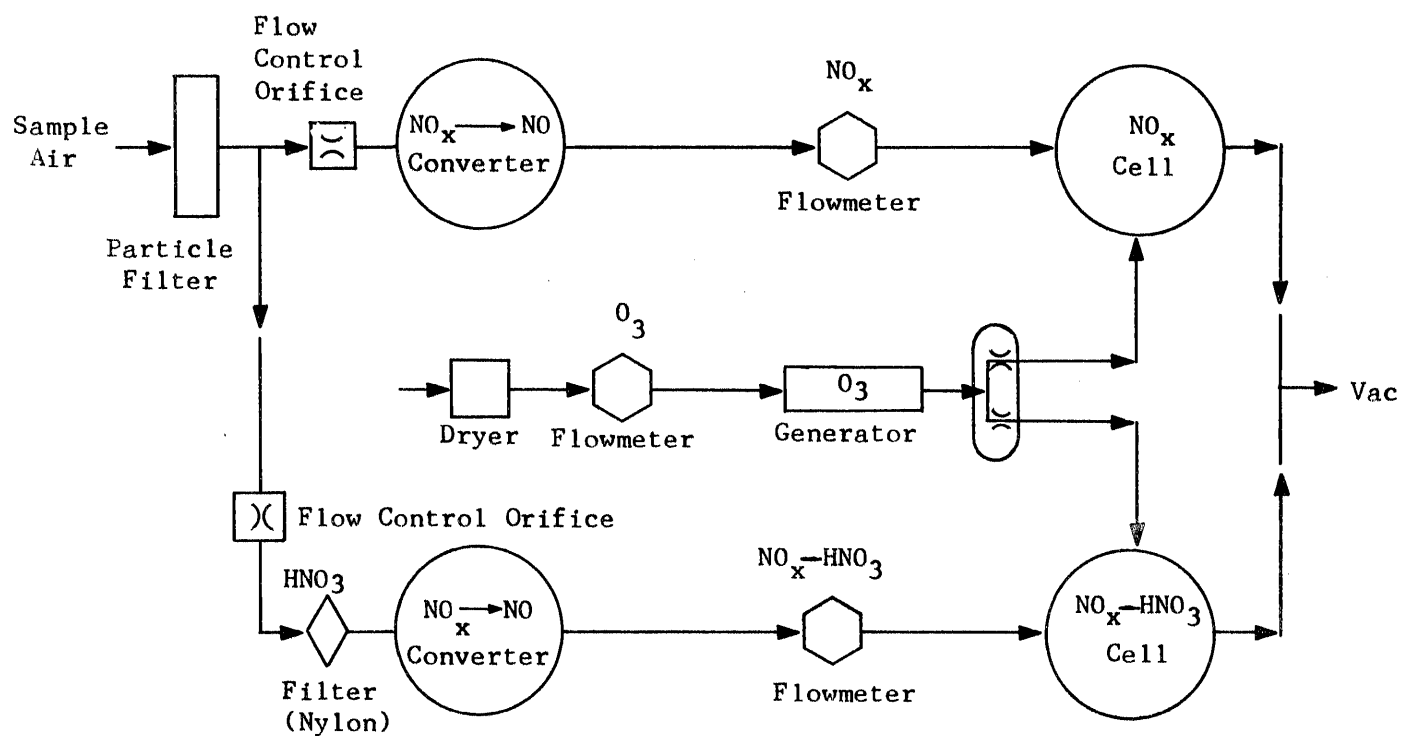 Flow
Control
Orifice
Sample
Air
Particle
Filter
NOx → NO
Converter
NOx
Flowmeter
NOx
Cell
O3
Dryer
Flowmeter
O3
Generator
Vac
Flow Control Orifice
HNO3
Filter
(Nylon)
NOx → NO
Converter
NOx—HNO3
Flowmeter
NOx—HNO3
Cell